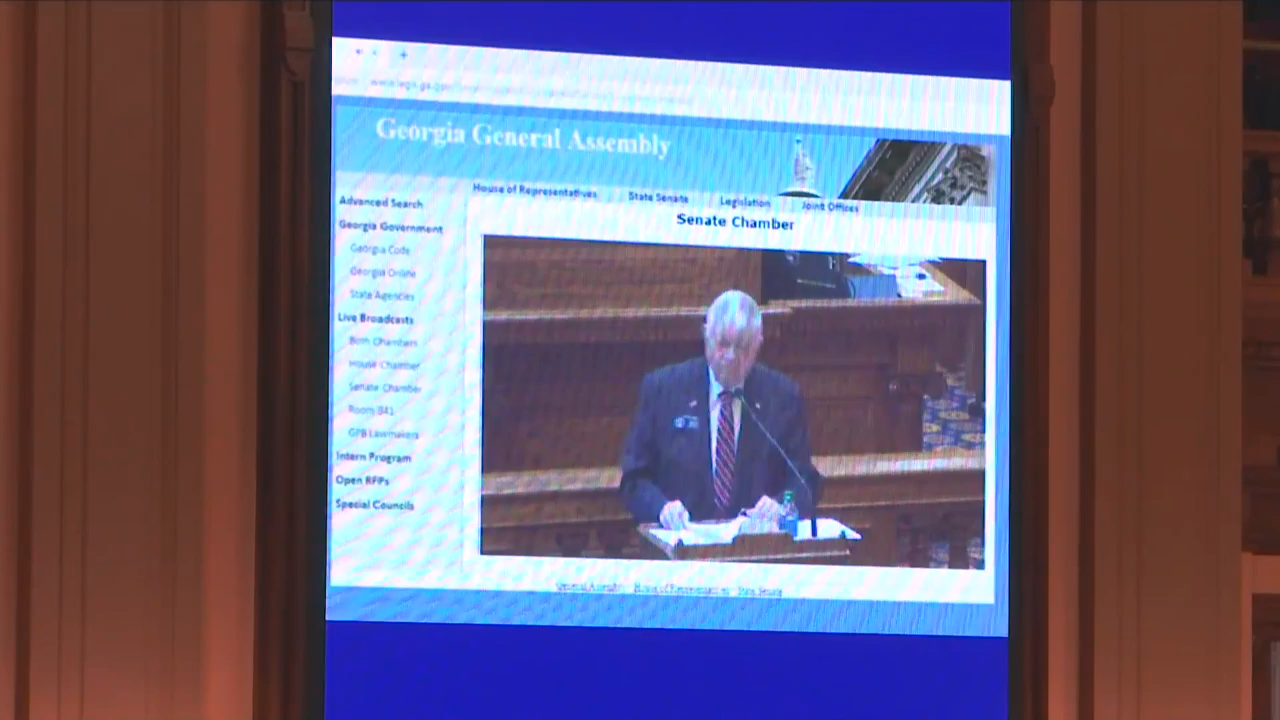 Georgia General Assembly
House of Representatives State Senate Legislation Joint Offices
Senate Chamber
Advanced Search
Georgia Government
Georgia Code
Georgia Online
State Agencies
Live Broadcasts
Both Chambers
House Chamber
Senate Chamber
Room 341
GPB Lawmakers
Intern Program
Open RFPs
Special Councils
General Assembly House of Representatives State Senate